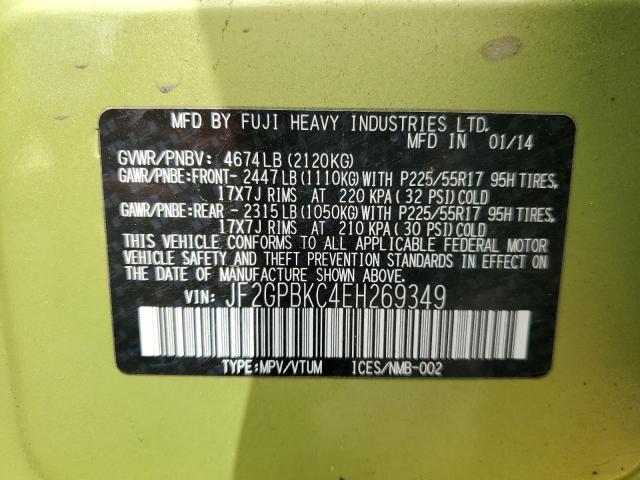 MFD BY FUJI HEAVY INDUSTRIES LTD.
MFD IN 01/14
GVWR/PNBV: 4674LB (2120KG)
GAWR/PNBE:FRONT- 2447 LB (1110KG) WITH P225/55R17 95H TIRES,
17X7J RIMS AT 220 KPA (32 PSI) COLD
GAWR/PNBE:REAR - 2315 LB (1050KG) WITH P225/55R17 95H TIRES,
17X7J RIMS AT 210 KPA (30 PSI) COLD
THIS VEHICLE CONFORMS TO ALL APPLICABLE FEDERAL MOTOR
VEHICLE SAFETY AND THEFT PREVENTION STANDARDS IN EFFECT ON
THE DATE OF MANUFACTURE SHOWN ABOVE.
VIN: JF2GPBKC4EH269349
TYPE:MPV/VTUM ICES/NMB-002